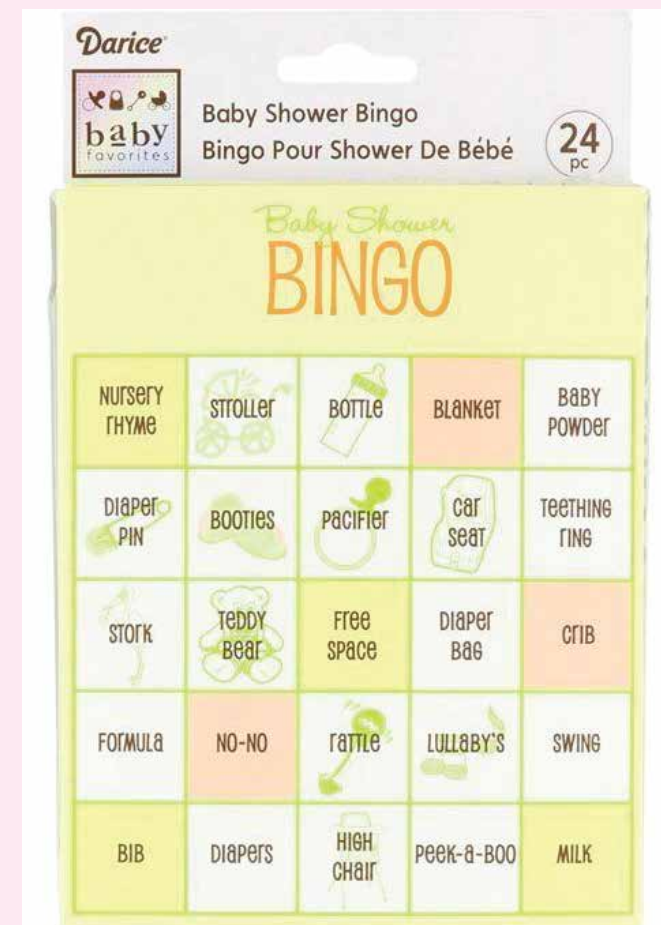 Darice
baby
favorites
Baby Shower Bingo
Bingo Pour Shower De Bébé
24
pc
Baby Shower
BINGO
NURSERY RHYME
STROLLER
BOTTLE
BLANKET
BABY POWDER
DIAPER PIN
BOOTIES
PACIFIER
CAR SEAT
TEETHING RING
STORK
TEDDY BEAR
FREE SPACE
DIAPER BAG
CRIB
FORMULA
NO-NO
RATTLE
LULLABY'S
SWING
BIB
DIAPERS
HIGH CHAIR
PEEK-A-BOO
MILK